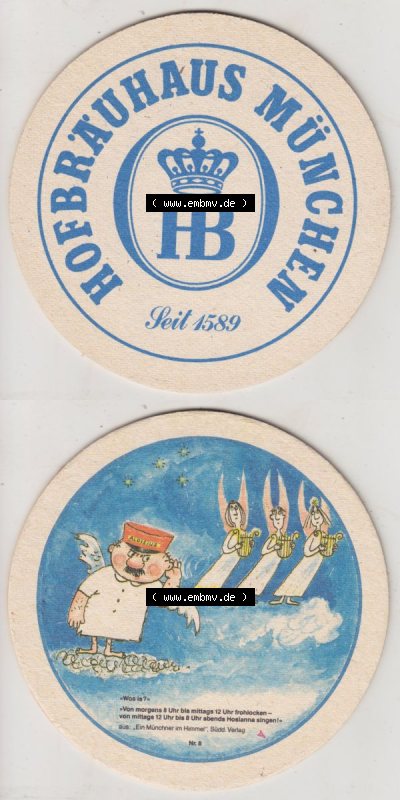 HOFBRÄUHAUS MÜNCHEN
( www.embmv.de )
HB
Seit 1589
ALOISIUS
( www.embmv.de )
»Wos is?»
»Von morgens 8 Uhr bis mittags 12 Uhr frohlocken –
von mittags 12 Uhr bis 8 Uhr abends Hosianna singen!«
aus: „Ein Münchner im Himmel“, Südd. Verlag
Nr. 8